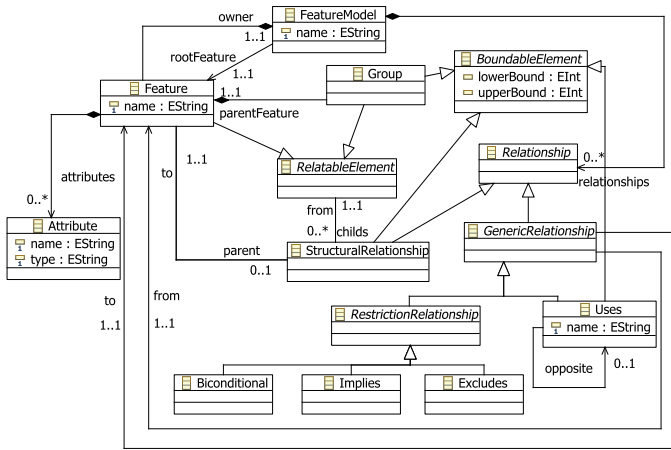 owner
FeatureModel
name : EString
1..1
rootFeature
1..1
BoundableElement
lowerBound : EInt
upperBound : EInt
Group
Feature
name : EString
1..1
parentFeature
Relationship
0..*
relationships
1..1
to
RelatableElement
attributes
0..*
from
1..1
0..*
childs
Attribute
name : EString
type : EString
GenericRelationship
parent
0..1
StructuralRelationship
to
1..1
from
1..1
RestrictionRelationship
Uses
name : EString
opposite
0..1
Biconditional
Implies
Excludes